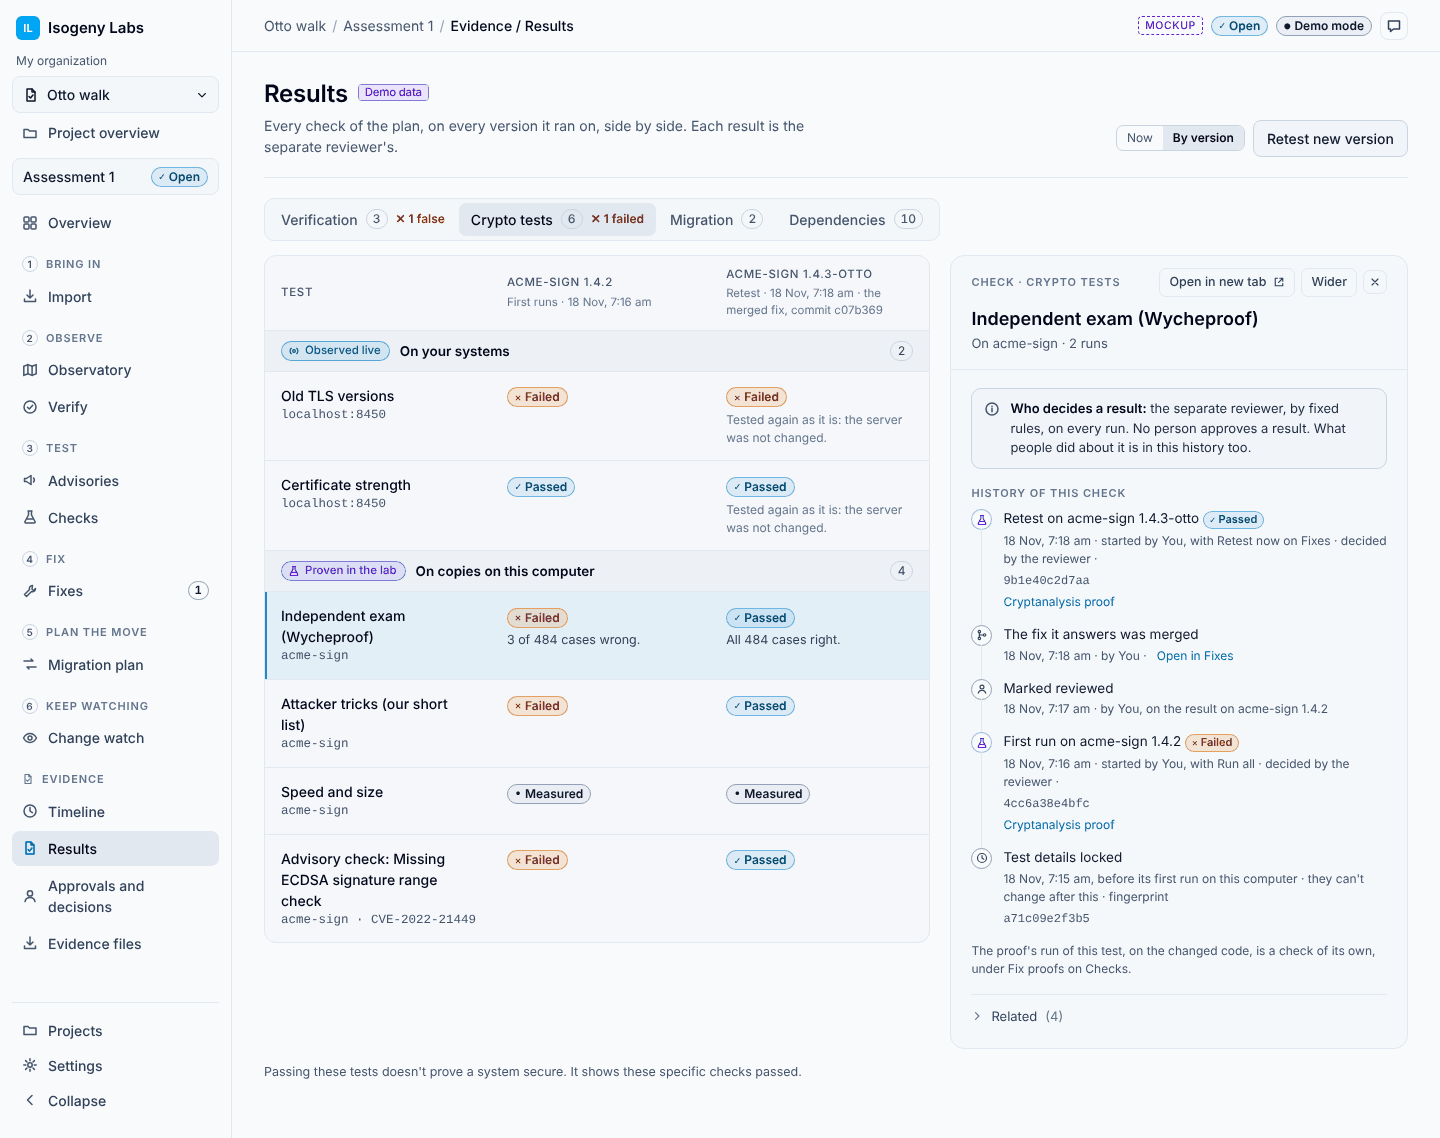 IL Isogeny Labs
My organization
Otto walk
Project overview
Assessment 1 ✓ Open
Overview
1 BRING IN
Import
2 OBSERVE
Observatory
Verify
3 TEST
Advisories
Checks
4 FIX
Fixes 1
5 PLAN THE MOVE
Migration plan
6 KEEP WATCHING
Change watch
EVIDENCE
Timeline
Results
Approvals and
decisions
Evidence files
Projects
Settings
Collapse
Otto walk / Assessment 1 / Evidence / Results
MOCKUP ✓ Open • Demo mode
Results Demo data
Every check of the plan, on every version it ran on, side by side. Each result is the
separate reviewer's.
Now By version Retest new version
Verification 3 ✕ 1 false Crypto tests 6 ✕ 1 failed Migration 2 Dependencies 10
TEST
ACME-SIGN 1.4.2
First runs · 18 Nov, 7:16 am
ACME-SIGN 1.4.3-OTTO
Retest · 18 Nov, 7:18 am · the
merged fix, commit c07b369
Observed live On your systems 2
Old TLS versions
localhost:8450
✕ Failed
✕ Failed
Tested again as it is: the server
was not changed.
Certificate strength
localhost:8450
✓ Passed
✓ Passed
Tested again as it is: the server
was not changed.
Proven in the lab On copies on this computer 4
Independent exam
(Wycheproof)
acme-sign
✕ Failed
3 of 484 cases wrong.
✓ Passed
All 484 cases right.
Attacker tricks (our short
list)
acme-sign
✕ Failed
✓ Passed
Speed and size
acme-sign
• Measured
• Measured
Advisory check: Missing
ECDSA signature range
check
acme-sign · CVE-2022-21449
✕ Failed
✓ Passed
Passing these tests doesn't prove a system secure. It shows these specific checks passed.
CHECK · CRYPTO TESTS Open in new tab Wider ✕
Independent exam (Wycheproof)
On acme-sign · 2 runs
Who decides a result: the separate reviewer, by fixed
rules, on every run. No person approves a result. What
people did about it is in this history too.
HISTORY OF THIS CHECK
Retest on acme-sign 1.4.3-otto ✓ Passed
18 Nov, 7:18 am · started by You, with Retest now on Fixes · decided
by the reviewer ·
9b1e40c2d7aa
Cryptanalysis proof
The fix it answers was merged
18 Nov, 7:18 am · by You · Open in Fixes
Marked reviewed
18 Nov, 7:17 am · by You, on the result on acme-sign 1.4.2
First run on acme-sign 1.4.2 ✕ Failed
18 Nov, 7:16 am · started by You, with Run all · decided by the
reviewer ·
4cc6a38e4bfc
Cryptanalysis proof
Test details locked
18 Nov, 7:15 am, before its first run on this computer · they can't
change after this · fingerprint
a71c09e2f3b5
The proof's run of this test, on the changed code, is a check of its own,
under Fix proofs on Checks.
Related (4)